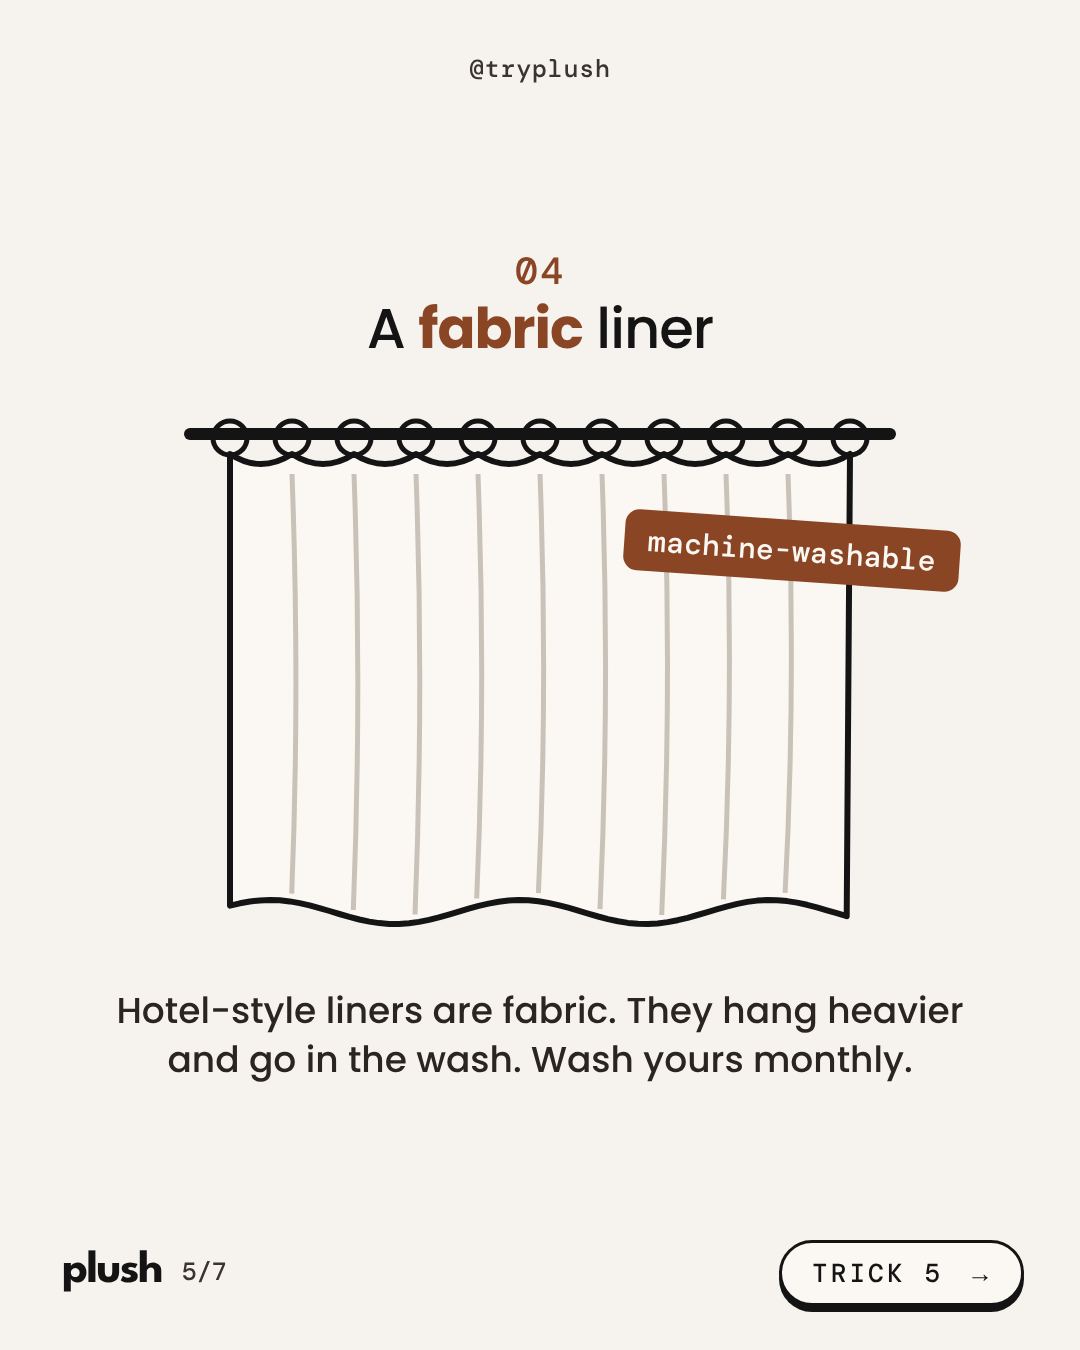 @tryplush
04
A fabric liner
machine-washable
Hotel-style liners are fabric. They hang heavier
and go in the wash. Wash yours monthly.
plush 5/7
TRICK 5 →